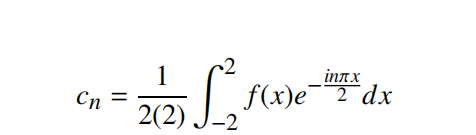 $c_n = \frac{1}{2(2)} \int_{-2}^{2} f(x) e^{-\frac{in\pi x}{2}} dx$